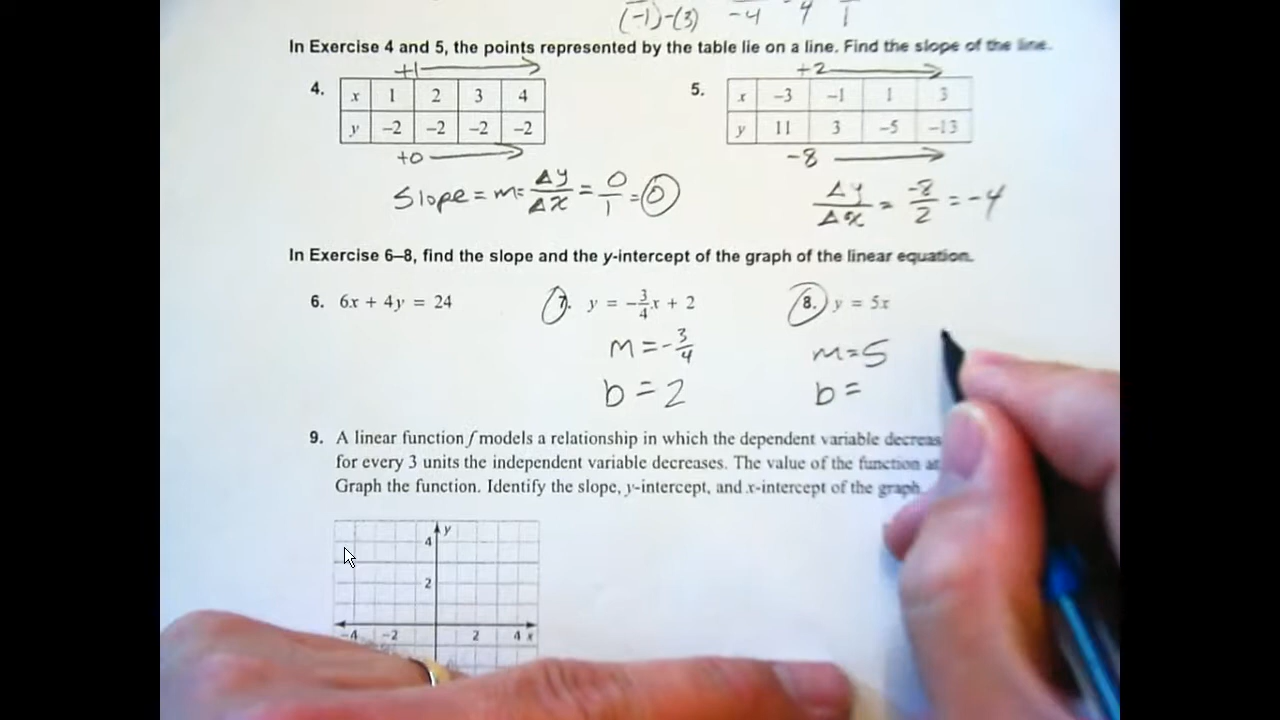 (-1)-(3) -4 -4 1
In Exercise 4 and 5, the points represented by the table lie on a line. Find the slope of the line.
+1 +2
4. x 1 2 3 4 5. x −3 −1 1 3
y −2 −2 −2 −2 y 11 3 −5 −13
+0 -8
Slope = m = Δy/Δx = 0/1 = 0 Δy/Δx = -8/2 = -4
In Exercise 6–8, find the slope and the y-intercept of the graph of the linear equation.
6. 6x + 4y = 24 7. y = −3/4x + 2 8. y = 5x
m = -3/4 m = 5
b = 2 b =
9. A linear function f models a relationship in which the dependent variable decreas
for every 3 units the independent variable decreases. The value of the function a
Graph the function. Identify the slope, y-intercept, and x-intercept of the graph.
y
4
2
−4 −2 2 4 x